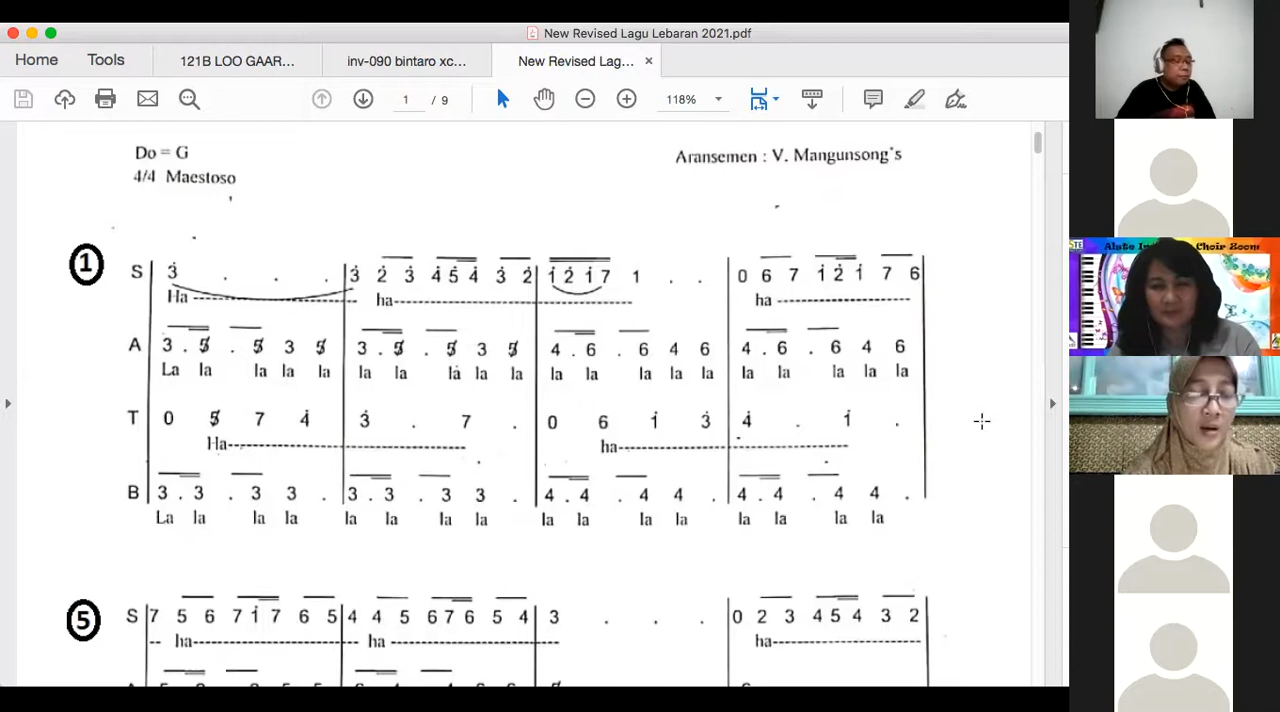 New Revised Lagu Lebaran 2021.pdf
Home Tools 121B LOO GAAR... inv-090 bintaro xc... New Revised Lag... ×
1 / 9 118%
Do = G
4/4 Maestoso
Aransemen : V. Mangunsong's
1
S 3 . . . 3 2 3 4 5 4 3 2 1 2 1 7 1 . . 0 6 7 1 2 1 7 6
Ha ha ha
A 3 . 5 . 5 3 5 3 . 5 . 5 3 5 4 . 6 . 6 4 6 4 . 6 . 6 4 6
La la la la la la la la la la la la la la la la la la la la
T 0 5 7 4 3 . 7 . 0 6 1 3 4 . 1 .
Ha ha
B 3 . 3 . 3 3 . 3 . 3 . 3 3 . 4 . 4 . 4 4 . 4 . 4 . 4 4 .
La la la la la la la la la la la la la la la la
5
S 7 5 6 7 1 7 6 5 4 4 5 6 7 6 5 4 3 . . . 0 2 3 4 5 4 3 2
-- ha ha ha
Choir Zoom